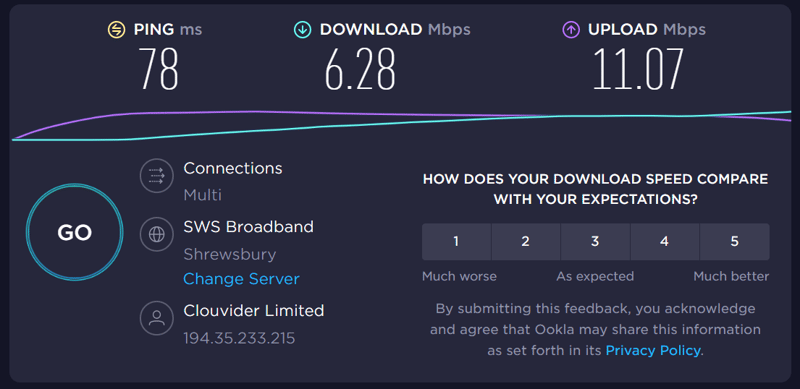 PING ms
DOWNLOAD Mbps
UPLOAD Mbps
78
6.28
11.07
Connections
Multi
SWS Broadband
Shrewsbury
Change Server
Clouvider Limited
194.35.233.215
GO
HOW DOES YOUR DOWNLOAD SPEED COMPARE
WITH YOUR EXPECTATIONS?
1 2 3 4 5
Much worse As expected Much better
By submitting this feedback, you acknowledge
and agree that Ookla may share this information
as set forth in its Privacy Policy.